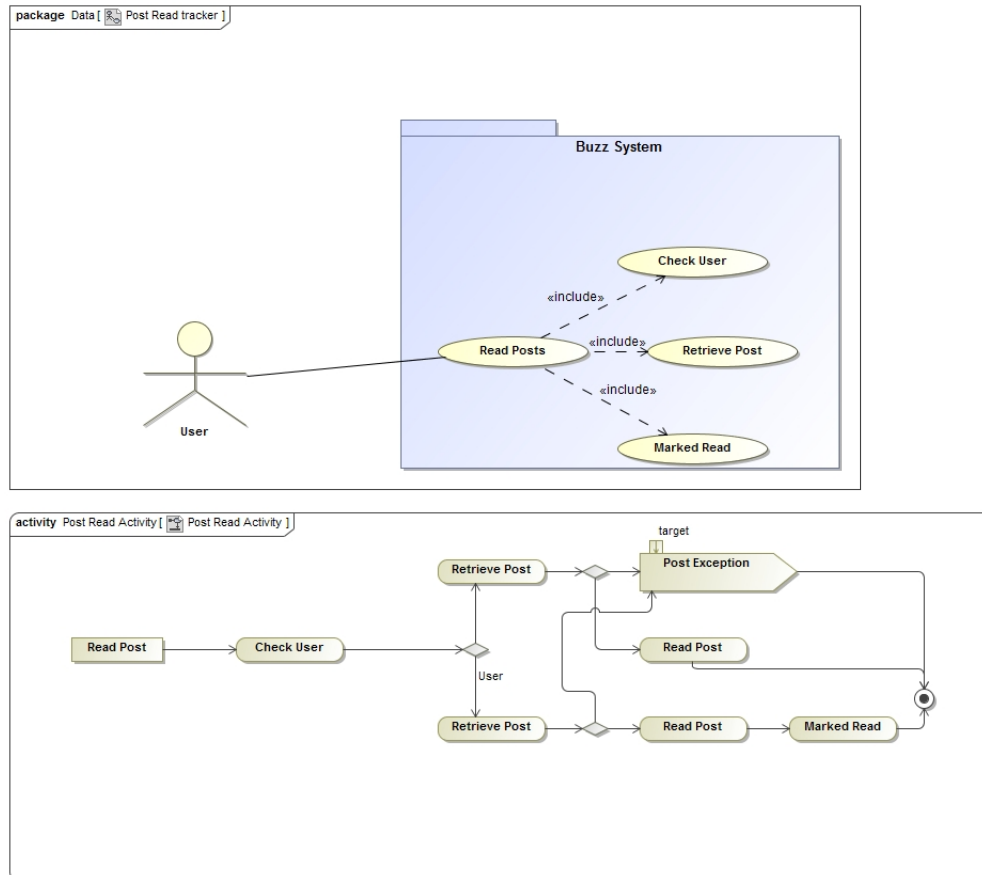 package Data[ Post Read tracker ]
Buzz System
Check User
«include»
Read Posts
«include»
Retrieve Post
«include»
Marked Read
User
activity Post Read Activity[ Post Read Activity ]
target
Retrieve Post
Post Exception
Read Post
Check User
Read Post
User
Retrieve Post
Read Post
Marked Read